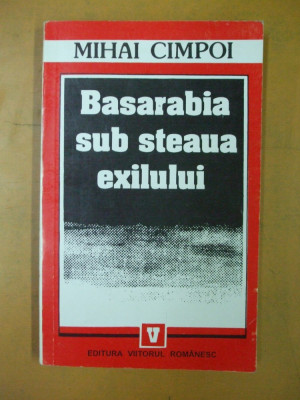 MIHAI CIMPOI
Basarabia
sub steaua
exilului
V
EDITURA VIITORUL ROMÂNESC